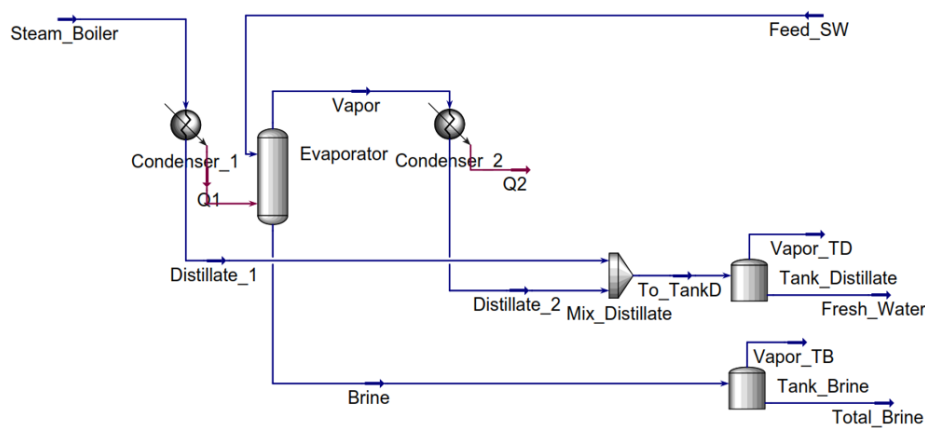 Steam_Boiler
Feed_SW
Vapor
Condenser_1
Evaporator
Condenser_2
Q1
Q2
Distillate_1
Distillate_2
Mix_Distillate
To_TankD
Vapor_TD
Tank_Distillate
Fresh_Water
Vapor_TB
Tank_Brine
Brine
Total_Brine